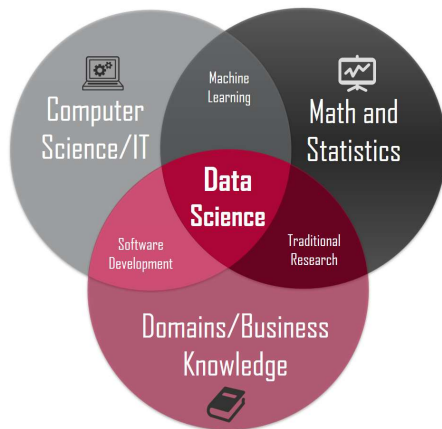 Machine
Learning
Computer
Science/IT
Math and
Statistics
Data
Science
Software
Development
Traditional
Research
Domains/Business
Knowledge